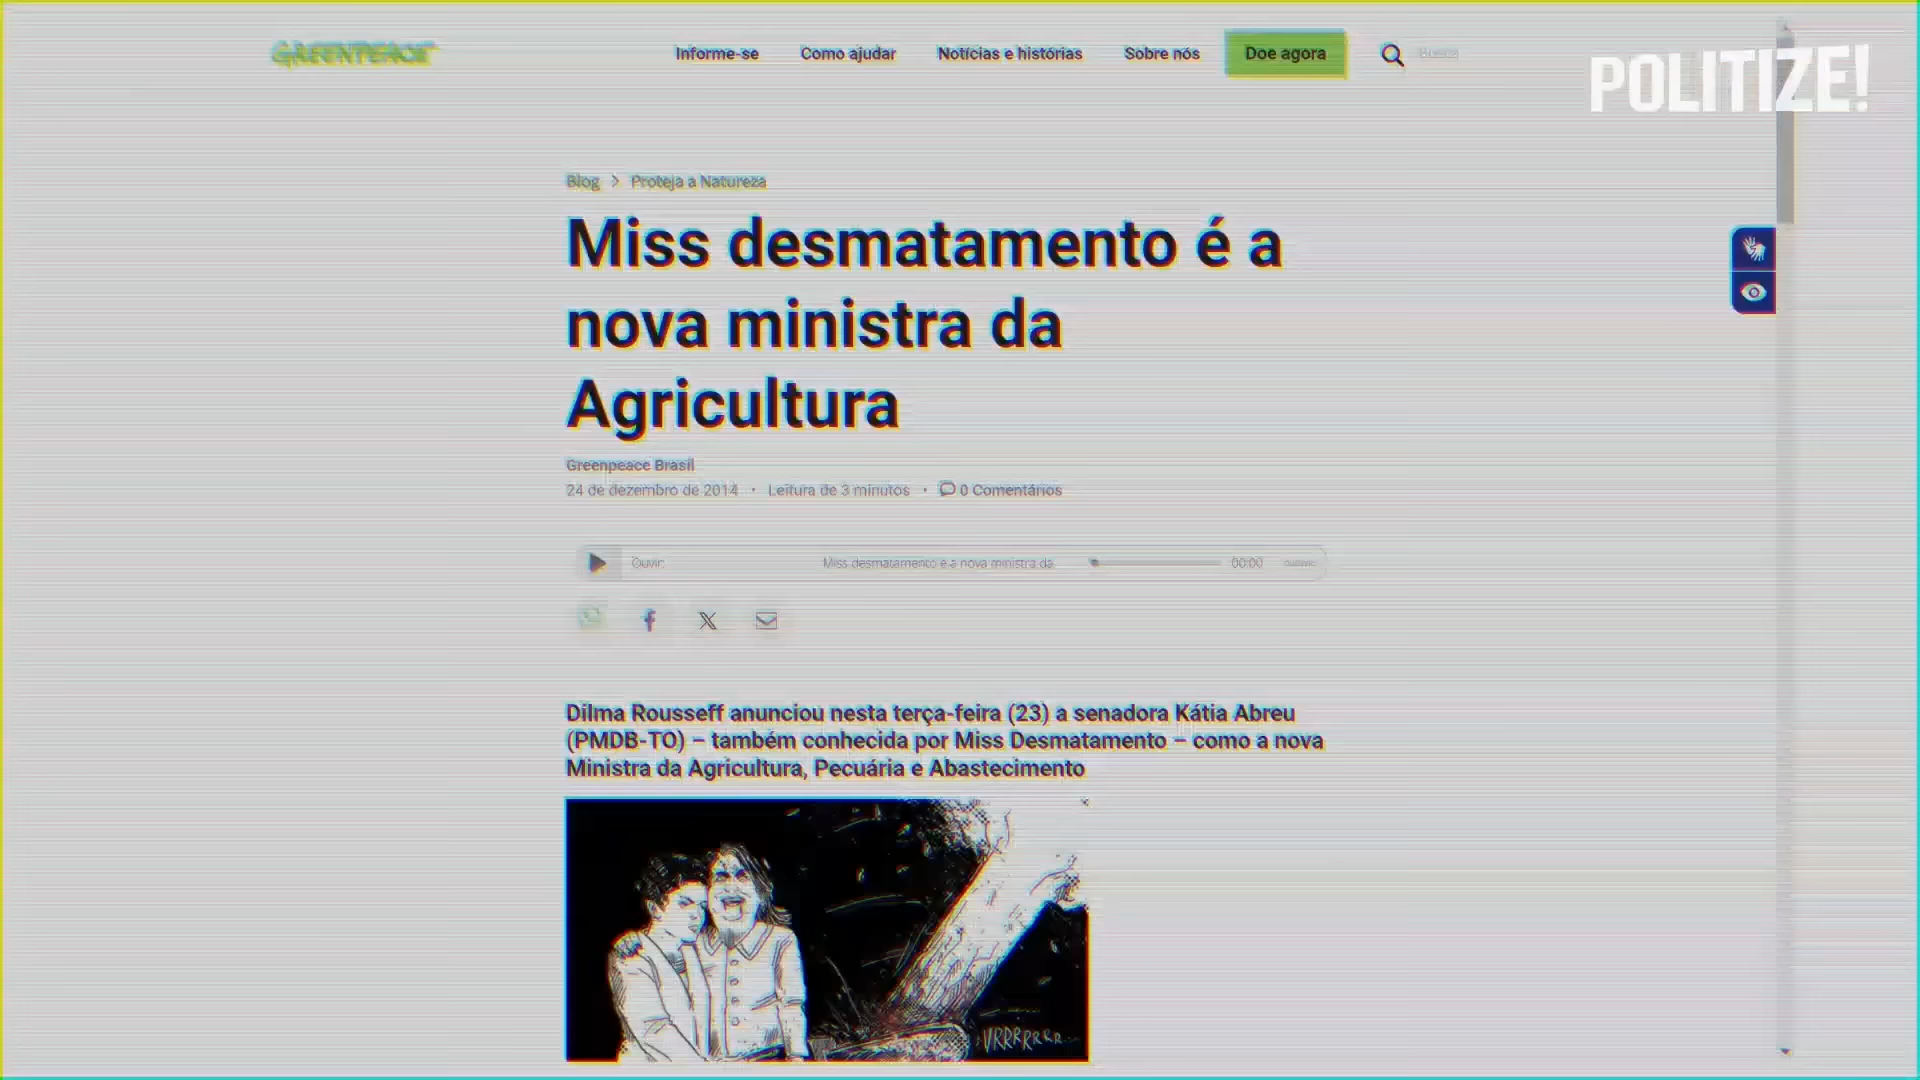 GREENPEACE
Informe-se
Como ajudar
Notícias e histórias
Sobre nós
Doe agora
POLITIZE!
Blog > Proteja a Natureza
Miss desmatamento é a
nova ministra da
Agricultura
Greenpeace Brasil
24 de dezembro de 2014 • Leitura de 3 minutos • 0 Comentários
Ouvir: Miss desmatamento é a nova ministra da 00:00
Dilma Rousseff anunciou nesta terça-feira (23) a senadora Kátia Abreu
(PMDB-TO) – também conhecida por Miss Desmatamento – como a nova
Ministra da Agricultura, Pecuária e Abastecimento
VRRRRRRR...